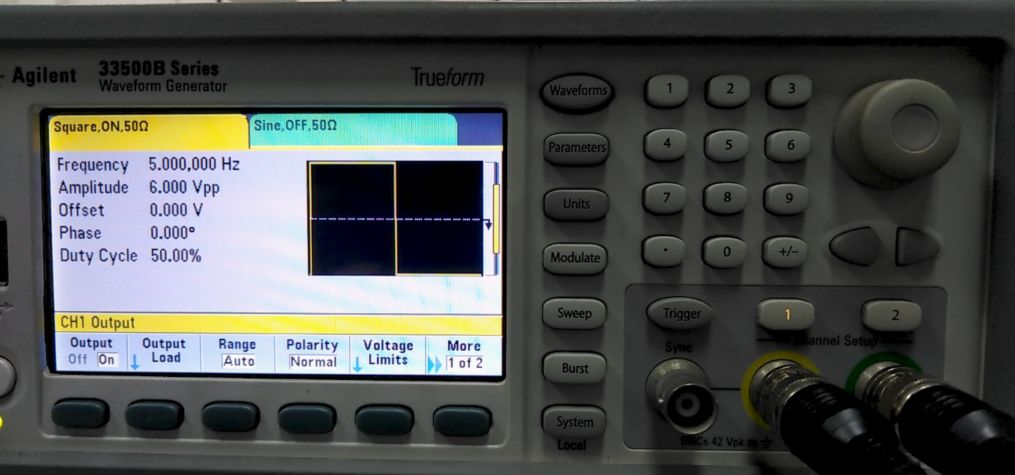 Agilent
33500B Series
Waveform Generator
Trueform
Square,ON,50Ω
Sine,OFF,50Ω
Frequency 5.000,000 Hz
Amplitude 6.000 Vpp
Offset 0.000 V
Phase 0.000°
Duty Cycle 50.00%
CH1 Output
Output
Off On
Output
Load
Range
Auto
Polarity
Normal
Voltage
Limits
More
1 of 2
Waveforms
Parameters
Units
Modulate
Sweep
Burst
System
Local
1 2 3
4 5 6
7 8 9
. 0 +/-
Trigger
1
2
Sync
Channel Setup
BNCs 42 Vpk to